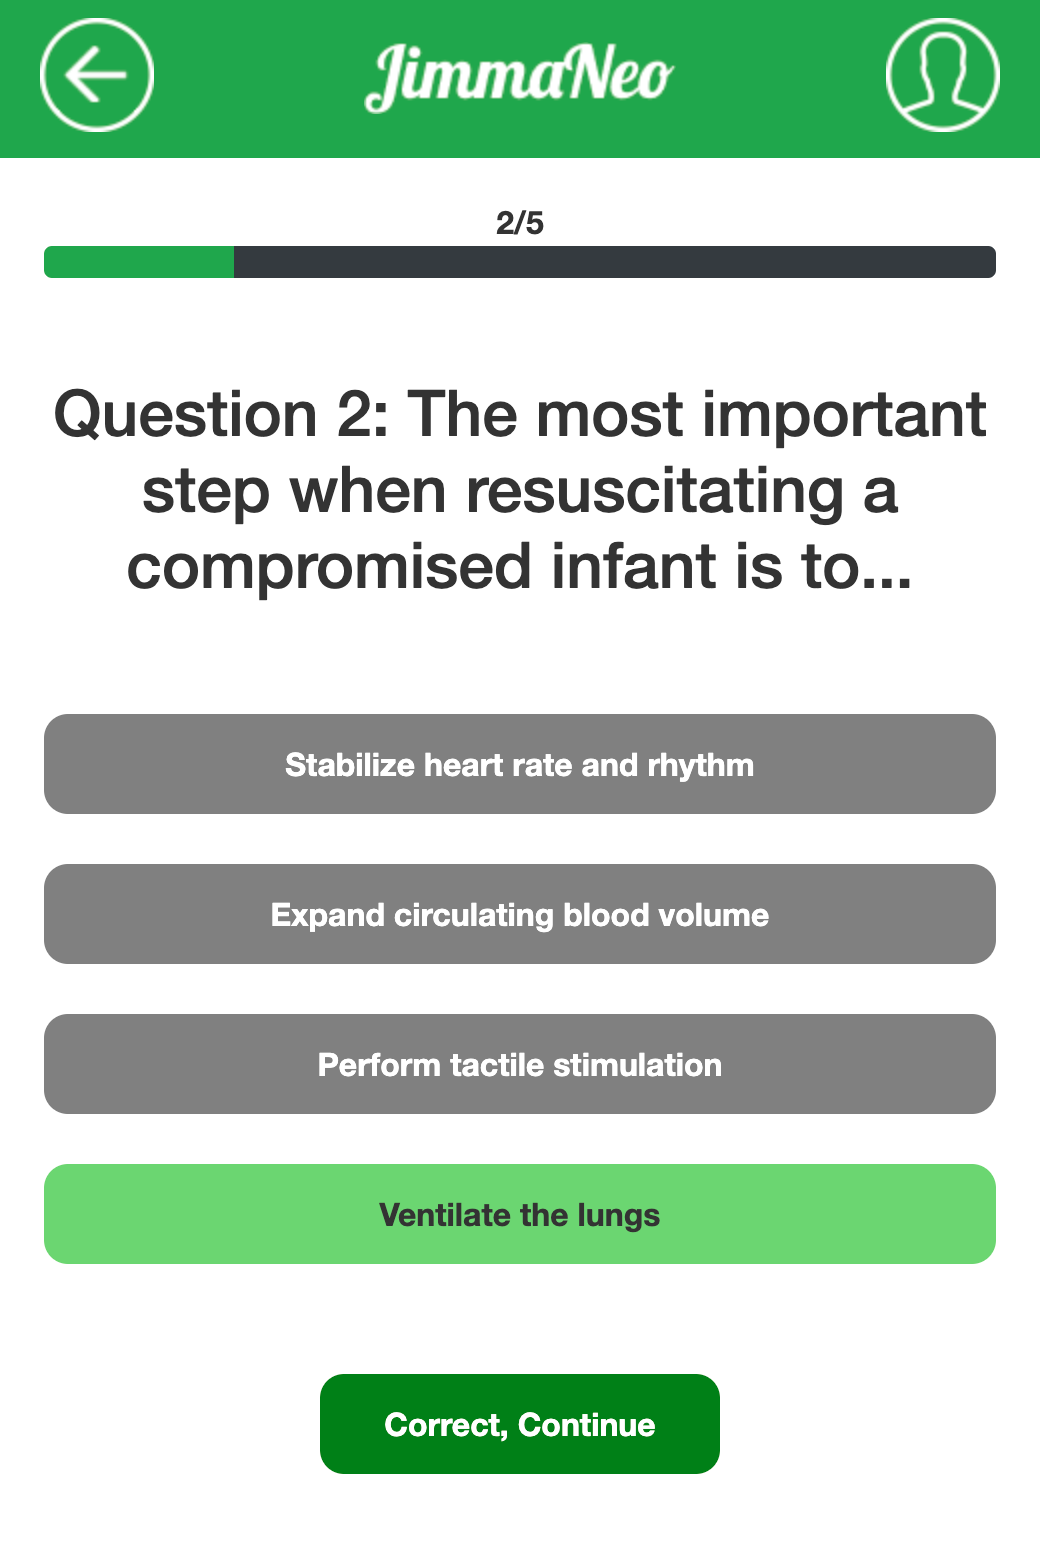 JimmaNeo
2/5
Question 2: The most important
step when resuscitating a
compromised infant is to...
Stabilize heart rate and rhythm
Expand circulating blood volume
Perform tactile stimulation
Ventilate the lungs
Correct, Continue